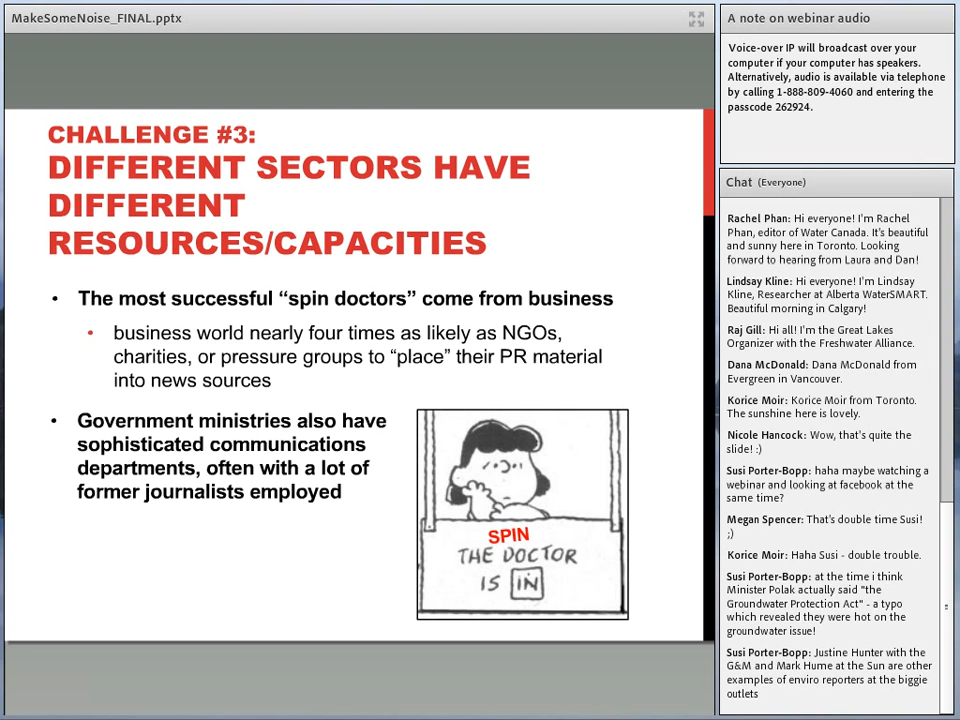 MakeSomeNoise_FINAL.pptx
CHALLENGE #3:
DIFFERENT SECTORS HAVE
DIFFERENT
RESOURCES/CAPACITIES
• The most successful “spin doctors” come from business
• business world nearly four times as likely as NGOs,
charities, or pressure groups to “place” their PR material
into news sources
• Government ministries also have
sophisticated communications
departments, often with a lot of
former journalists employed
SPIN
THE DOCTOR
IS IN
A note on webinar audio
Voice-over IP will broadcast over your
computer if your computer has speakers.
Alternatively, audio is available via telephone
by calling 1-888-809-4060 and entering the
passcode 262924.
Chat (Everyone)
Rachel Phan: Hi everyone! I'm Rachel
Phan, editor of Water Canada. It's beautiful
and sunny here in Toronto. Looking
forward to hearing from Laura and Dan!
Lindsay Kline: Hi everyone! I'm Lindsay
Kline, Researcher at Alberta WaterSMART.
Beautiful morning in Calgary!
Raj Gill: Hi all! I'm the Great Lakes
Organizer with the Freshwater Alliance.
Dana McDonald: Dana McDonald from
Evergreen in Vancouver.
Korice Moir: Korice Moir from Toronto.
The sunshine here is lovely.
Nicole Hancock: Wow, that's quite the
slide! :)
Susi Porter-Bopp: haha maybe watching a
webinar and looking at facebook at the
same time?
Megan Spencer: That's double time Susi!
;)
Korice Moir: Haha Susi - double trouble.
Susi Porter-Bopp: at the time i think
Minister Polak actually said "the
Groundwater Protection Act" - a typo
which revealed they were hot on the
groundwater issue!
Susi Porter-Bopp: Justine Hunter with the
G&M and Mark Hume at the Sun are other
examples of enviro reporters at the biggie
outlets